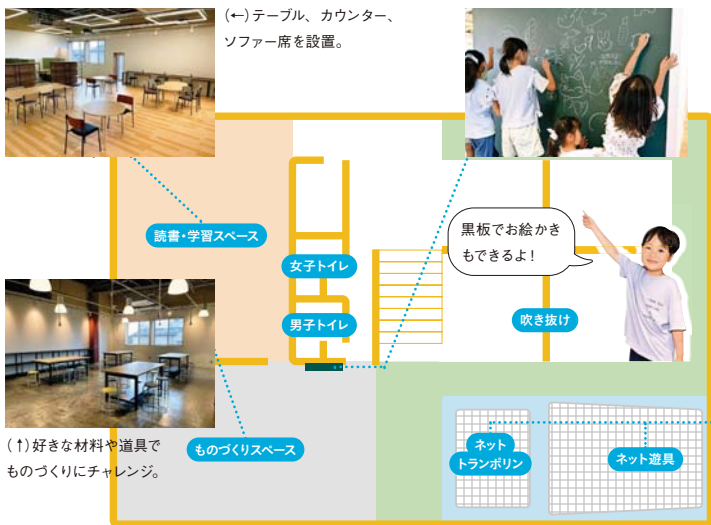 (←)テーブル、カウンター、
ソファー席を設置。
読書・学習スペース
女子トイレ
男子トイレ
黒板でお絵かき
もできるよ！
吹き抜け
(↑)好きな材料や道具で
ものづくりにチャレンジ。
ものづくりスペース
ネット
トランポリン
ネット遊具